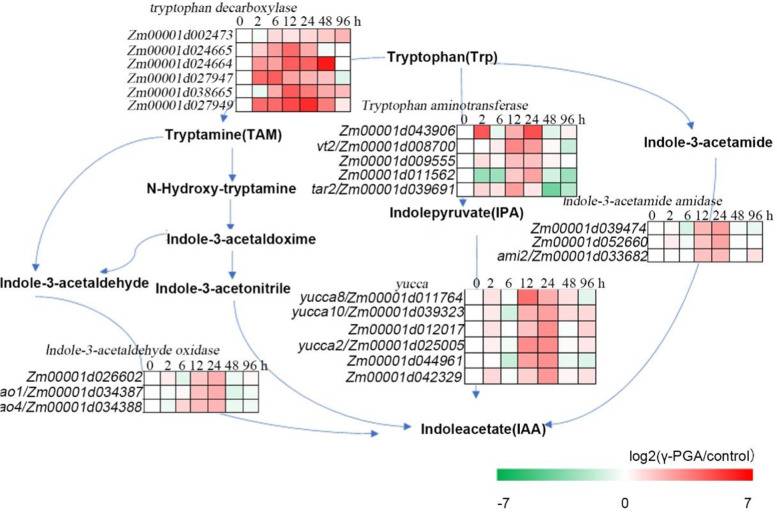 tryptophan decarboxylase
0 2 6 12 24 48 96 h
Zm00001d002473
Zm00001d024665
Zm00001d024664
Zm00001d027947
Zm00001d038665
Zm00001d027949
Tryptophan(Trp)
Tryptophan aminotransferase
0 2 6 12 24 48 96 h
Zm00001d043906
vt2/Zm00001d008700
Zm00001d009555
Zm00001d011562
tar2/Zm00001d039691
Tryptamine(TAM)
Indole-3-acetamide
N-Hydroxy-tryptamine
Indolepyruvate(IPA)
Indole-3-acetamide amidase
0 2 6 12 24 48 96 h
Zm00001d039474
Zm00001d052660
ami2/Zm00001d033682
Indole-3-acetaldoxime
Indole-3-acetaldehyde
Indole-3-acetonitrile
yucca
0 2 6 12 24 48 96 h
yucca8/Zm00001d011764
yucca10/Zm00001d039323
Zm00001d012017
yucca2/Zm00001d025005
Zm00001d044961
Zm00001d042329
Indole-3-acetaldehyde oxidase
0 2 6 12 24 48 96 h
Zm00001d026602
ao1/Zm00001d034387
ao4/Zm00001d034388
Indoleacetate(IAA)
log2(γ-PGA/control)
-7 0 7